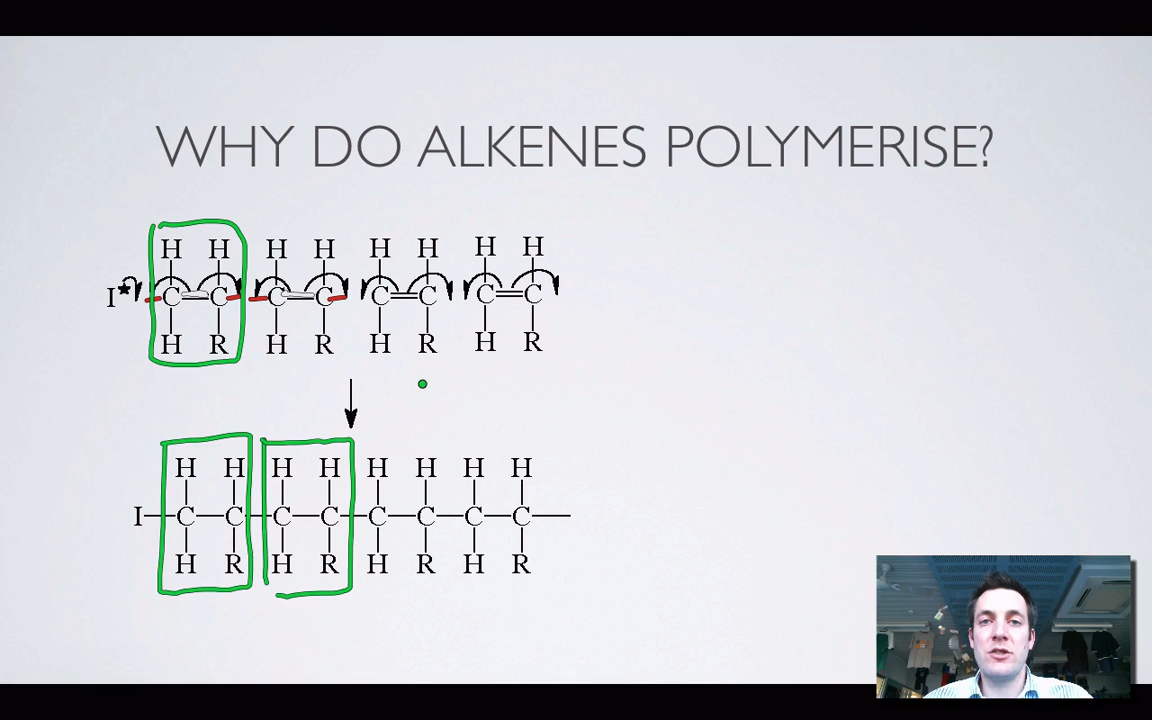 WHY DO ALKENES POLYMERISE?
H H H H H H H H
I* C=C C=C C=C C=C
H R H R H R H R
H H H H H H H H
I—C—C—C—C—C—C—C—C—
H R H R H R H R